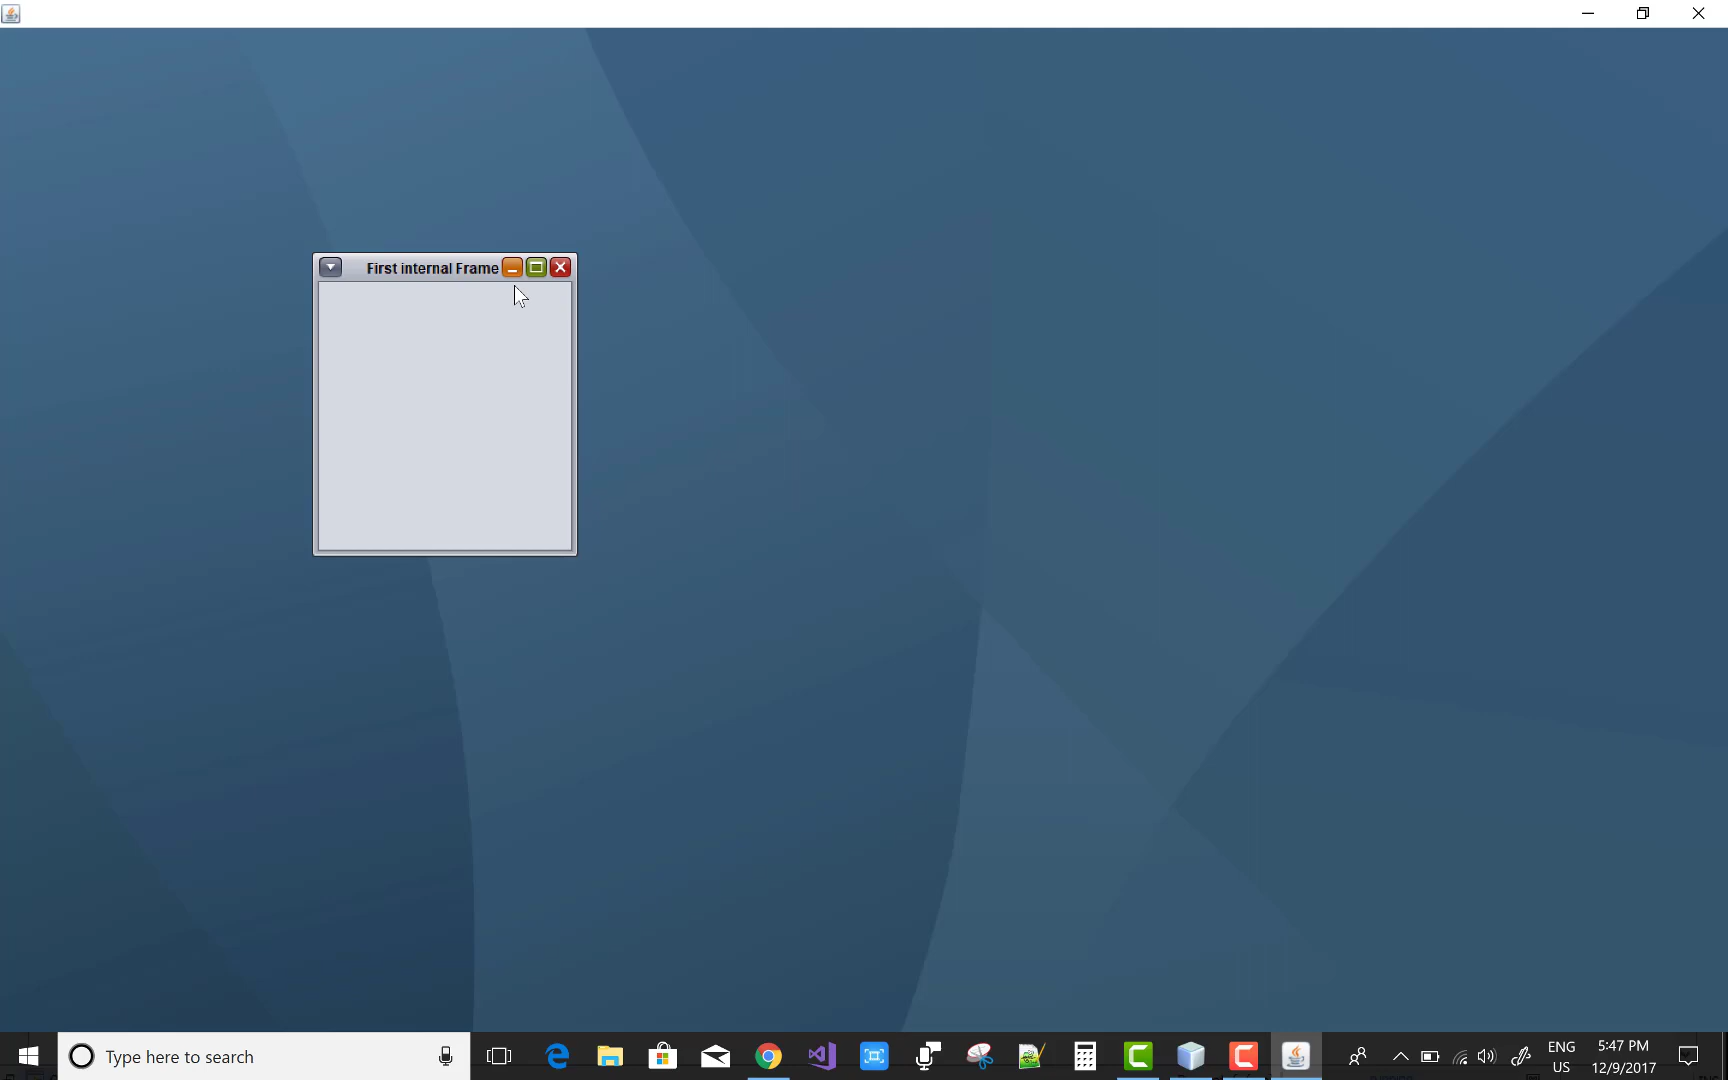 First internal Frame
Type here to search
ENG
US
5:47 PM
12/9/2017